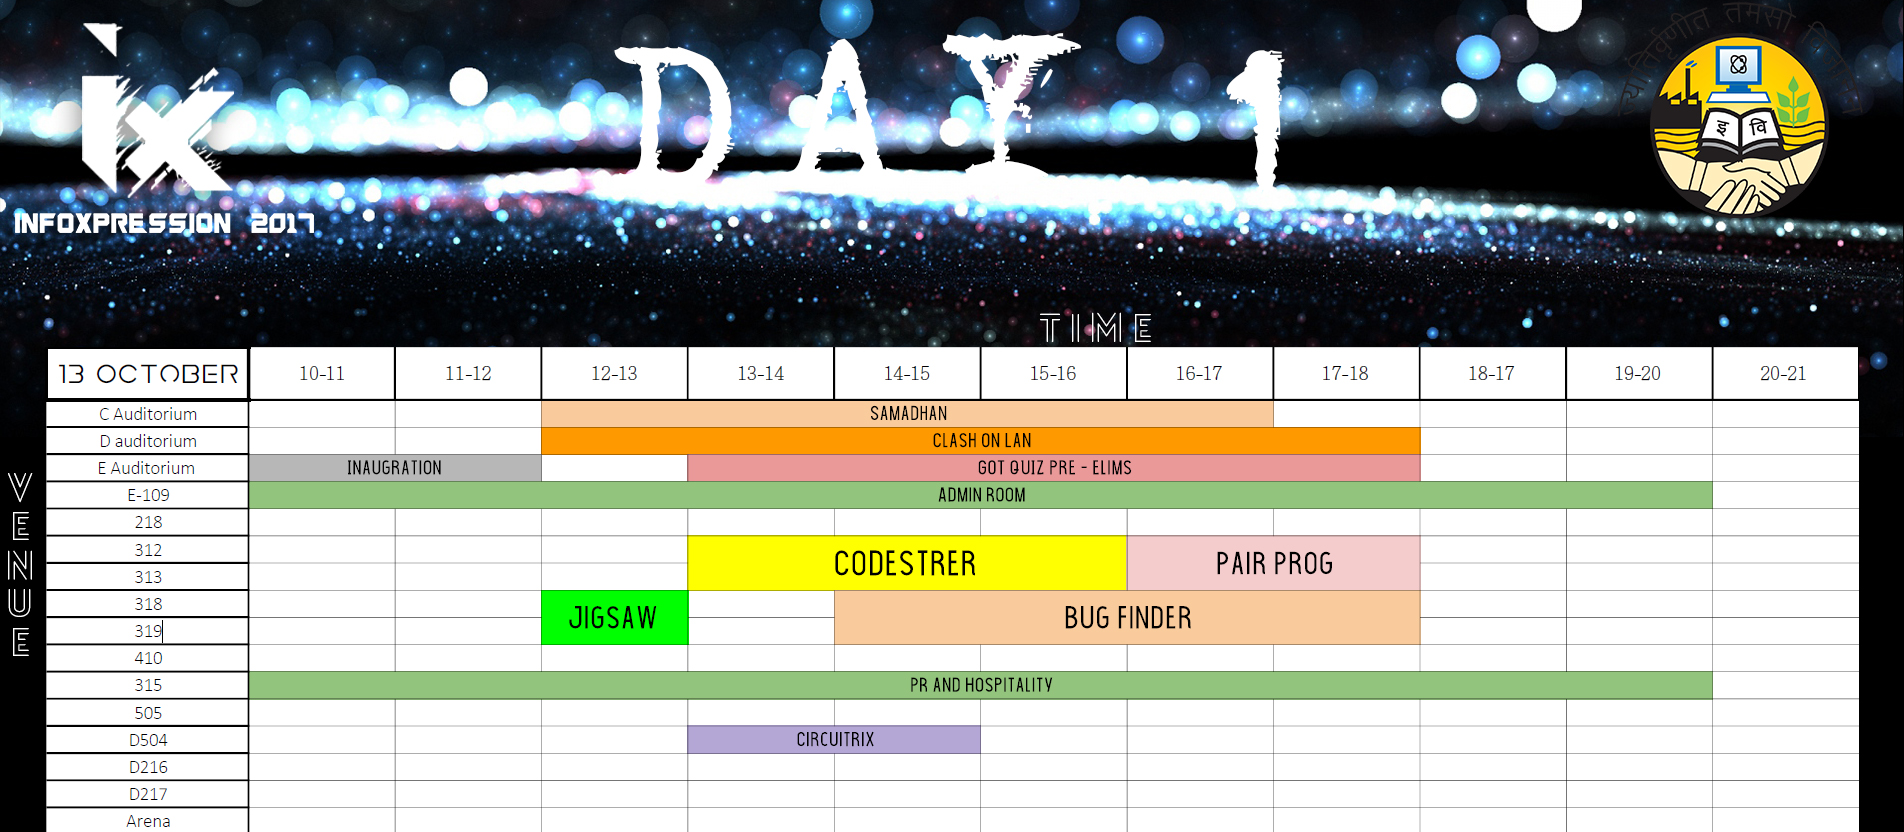 iX
DAY 1
INFOXPRESSION 2017
इ वि
TIME
VENUE
13 OCTOBER 10-11 11-12 12-13 13-14 14-15 15-16 16-17 17-18 18-17 19-20 20-21
C Auditorium SAMADHAN
D auditorium CLASH ON LAN
E Auditorium INAUGRATION GOT QUIZ PRE - ELIMS
E-109 ADMIN ROOM
218
312 CODESTRER PAIR PROG
313
318 JIGSAW BUG FINDER
319
410
315 PR AND HOSPITALITY
505
D504 CIRCUITRIX
D216
D217
Arena